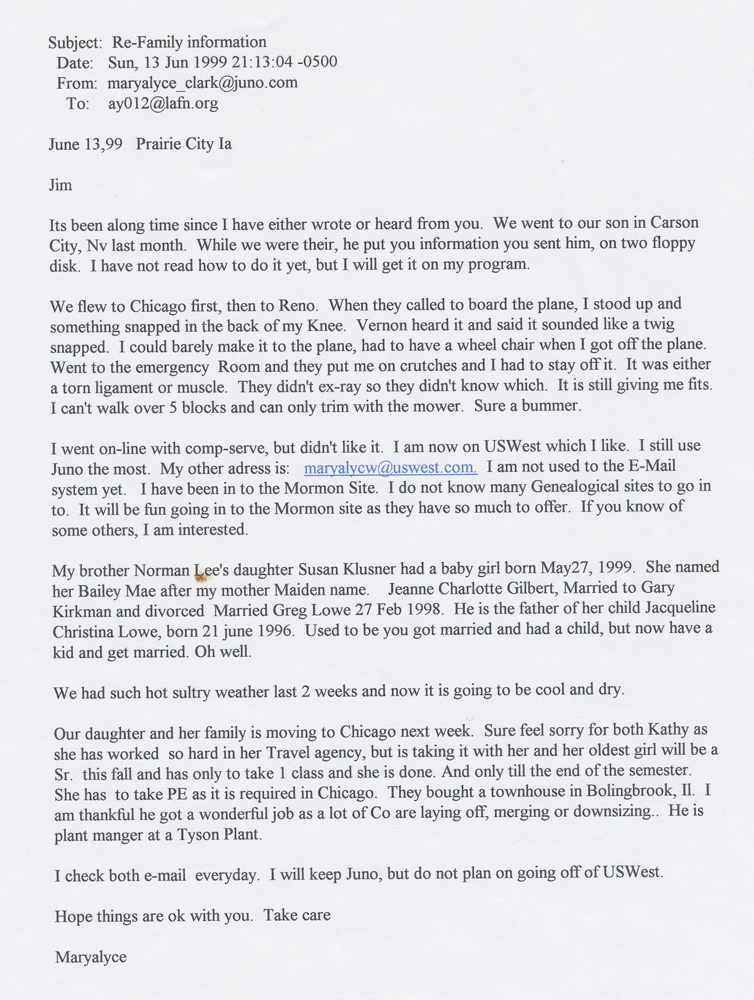 Subject: Re-Family information
Date: Sun, 13 Jun 1999 21:13:04 -0500
From: maryalyce_clark@juno.com
To: ay012@lafn.org
June 13,99 Prairie City Ia
Jim
Its been along time since I have either wrote or heard from you. We went to our son in Carson
City, Nv last month. While we were their, he put you information you sent him, on two floppy
disk. I have not read how to do it yet, but I will get it on my program.
We flew to Chicago first, then to Reno. When they called to board the plane, I stood up and
something snapped in the back of my Knee. Vernon heard it and said it sounded like a twig
snapped. I could barely make it to the plane, had to have a wheel chair when I got off the plane.
Went to the emergency Room and they put me on crutches and I had to stay off it. It was either
a torn ligament or muscle. They didn't ex-ray so they didn't know which. It is still giving me fits.
I can't walk over 5 blocks and can only trim with the mower. Sure a bummer.
I went on-line with comp-serve, but didn't like it. I am now on USWest which I like. I still use
Juno the most. My other adress is: maryalycw@uswest.com. I am not used to the E-Mail
system yet. I have been in to the Mormon Site. I do not know many Genealogical sites to go in
to. It will be fun going in to the Mormon site as they have so much to offer. If you know of
some others, I am interested.
My brother Norman Lee's daughter Susan Klusner had a baby girl born May27, 1999. She named
her Bailey Mae after my mother Maiden name. Jeanne Charlotte Gilbert, Married to Gary
Kirkman and divorced Married Greg Lowe 27 Feb 1998. He is the father of her child Jacqueline
Christina Lowe, born 21 june 1996. Used to be you got married and had a child, but now have a
kid and get married. Oh well.
We had such hot sultry weather last 2 weeks and now it is going to be cool and dry.
Our daughter and her family is moving to Chicago next week. Sure feel sorry for both Kathy as
she has worked so hard in her Travel agency, but is taking it with her and her oldest girl will be a
Sr. this fall and has only to take 1 class and she is done. And only till the end of the semester.
She has to take PE as it is required in Chicago. They bought a townhouse in Bolingbrook, Il. I
am thankful he got a wonderful job as a lot of Co are laying off, merging or downsizing.. He is
plant manger at a Tyson Plant.
I check both e-mail everyday. I will keep Juno, but do not plan on going off of USWest.
Hope things are ok with you. Take care
Maryalyce